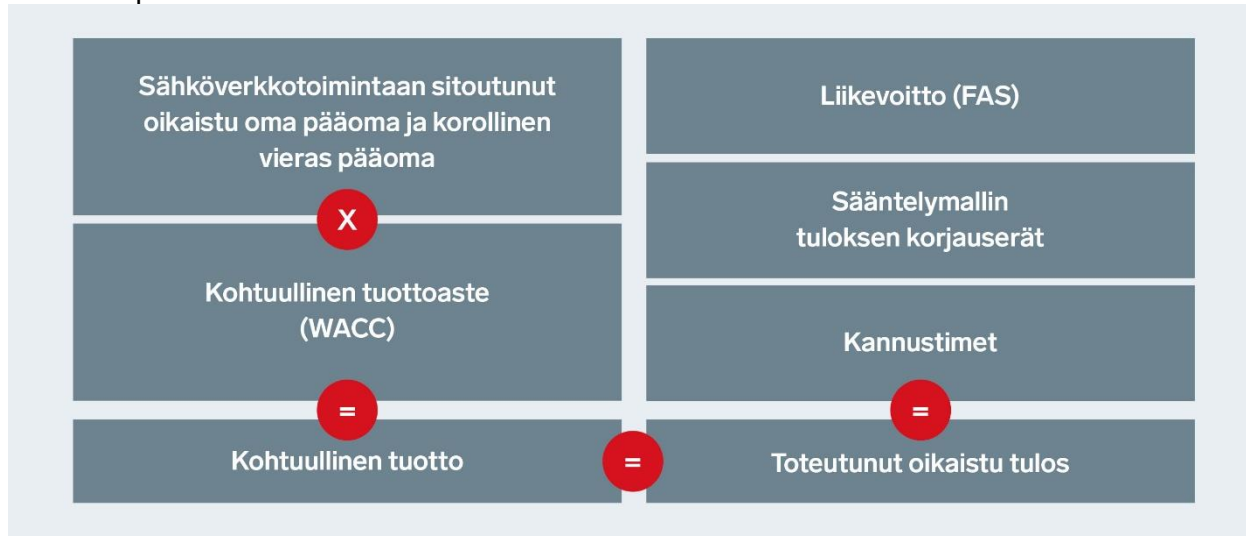 Sähköverkkotoimintaan sitoutunut
oikaistu oma pääoma ja korollinen
vieras pääoma
X
Kohtuullinen tuottoaste
(WACC)
=
Kohtuullinen tuotto
=
Liikevoitto (FAS)
Sääntelymallin
tuloksen korjauserät
Kannustimet
=
Toteutunut oikaistu tulos